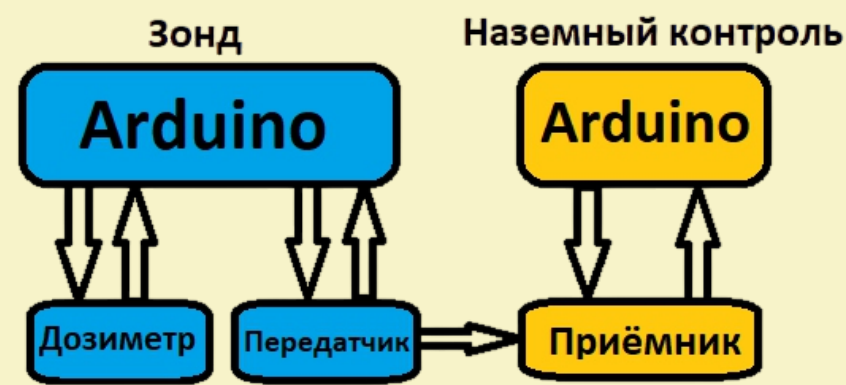 Зонд
Наземный контроль
Arduino
Arduino
Дозиметр
Передатчик
Приёмник